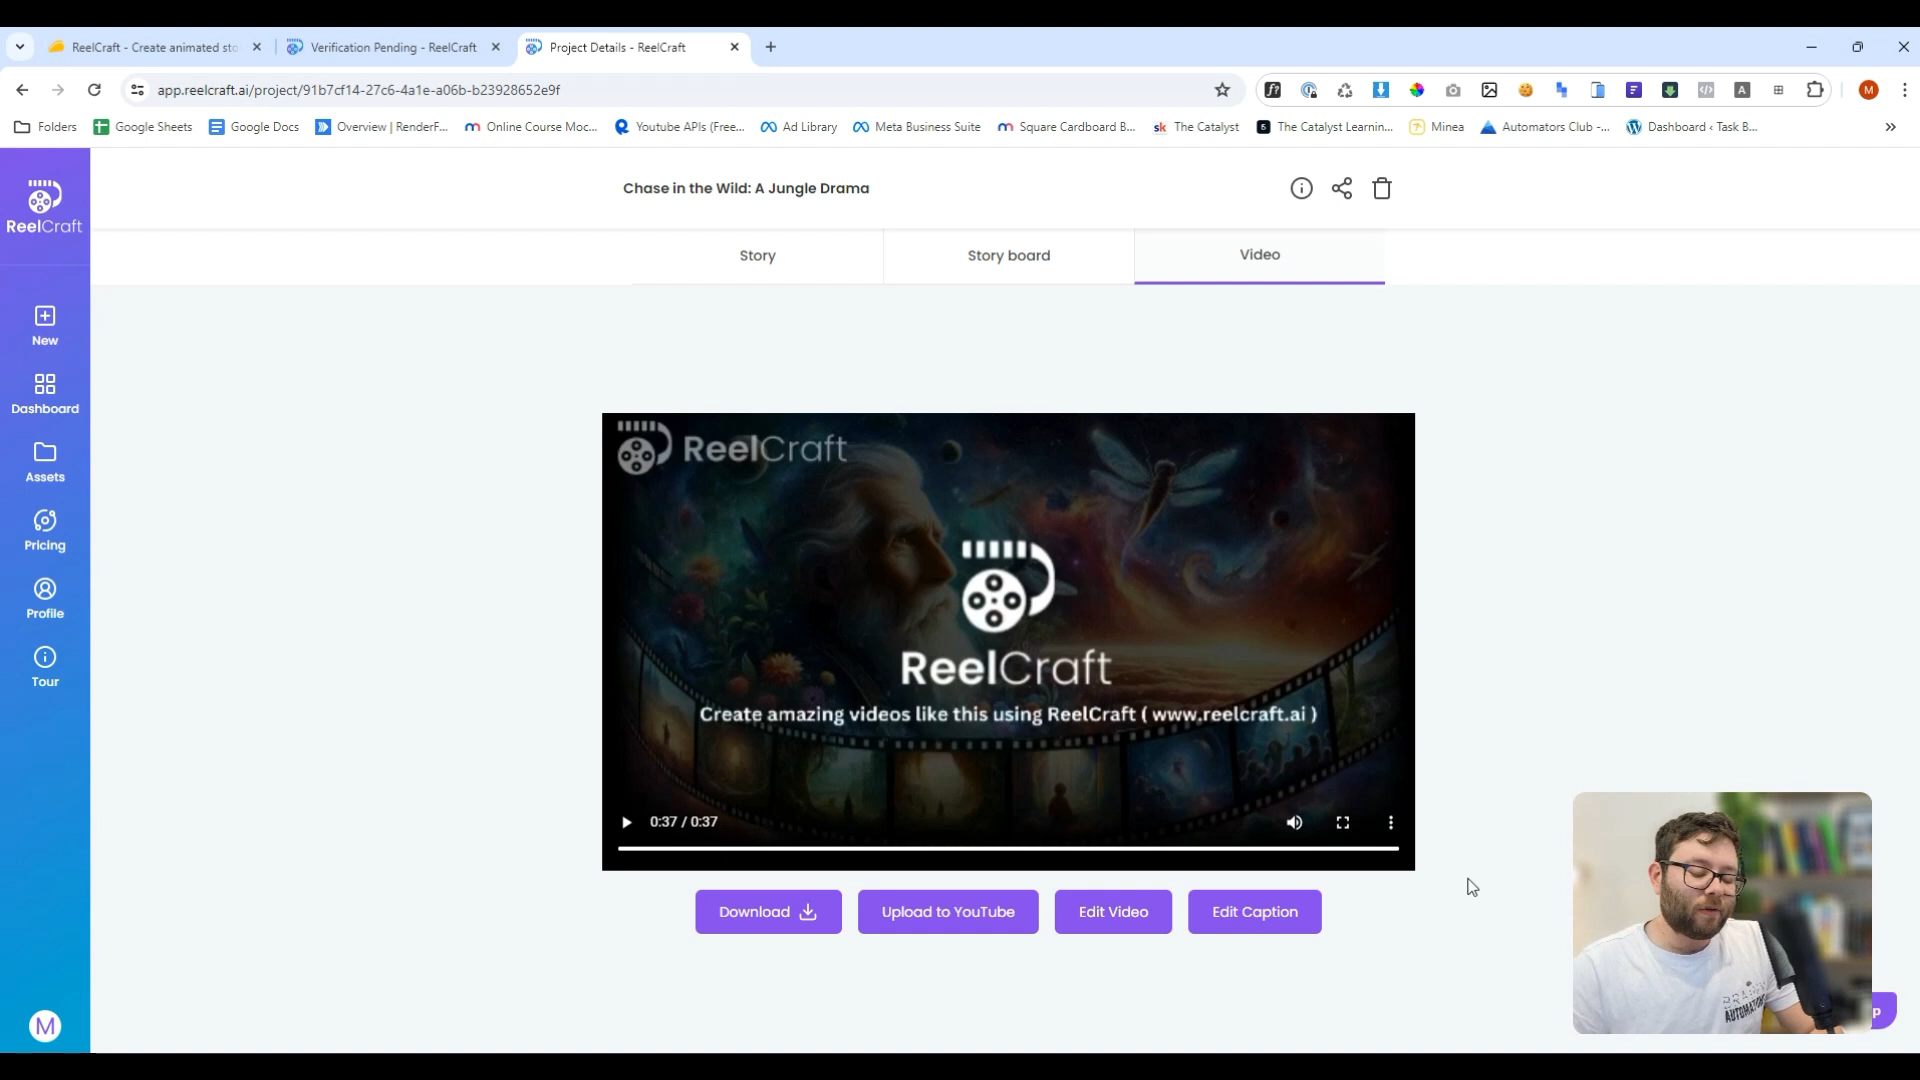 ReelCraft - Create animated sto
Verification Pending - ReelCraft
Project Details - ReelCraft
app.reelcraft.ai/project/91b7cf14-27c6-4a1e-a06b-b23928652e9f
f?
A
M
Folders
Google Sheets
Google Docs
Overview | RenderF...
Online Course Moc...
Youtube APIs (Free...
Ad Library
Meta Business Suite
Square Cardboard B...
sk The Catalyst
The Catalyst Learnin...
Minea
Automators Club -...
Dashboard ‹ Task B...
ReelCraft
Chase in the Wild: A Jungle Drama
Story
Story board
Video
New
Dashboard
Assets
Pricing
Profile
Tour
M
ReelCraft
ReelCraft
Create amazing videos like this using ReelCraft ( www.reelcraft.ai )
0:37 / 0:37
Download
Upload to YouTube
Edit Video
Edit Caption
p